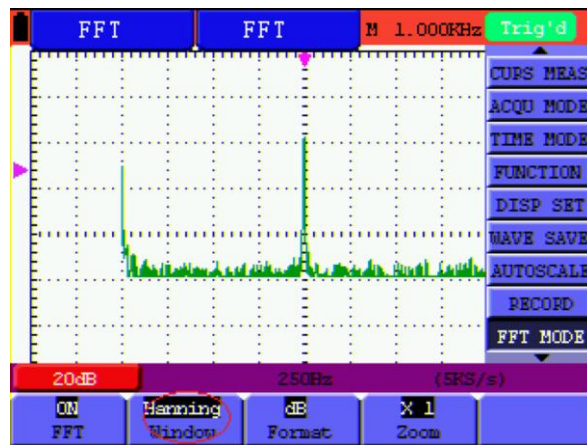 FFT FFT M 1.000KHz Trig'd
CURS MEAS
ACQU MODE
TIME MODE
FUNCTION
DISP SET
WAVE SAVE
AUTOSCALE
RECORD
FFT MODE
20dB 250Hz (5KS/s)
ON Hanning dB X 1
FFT Window Format Zoom